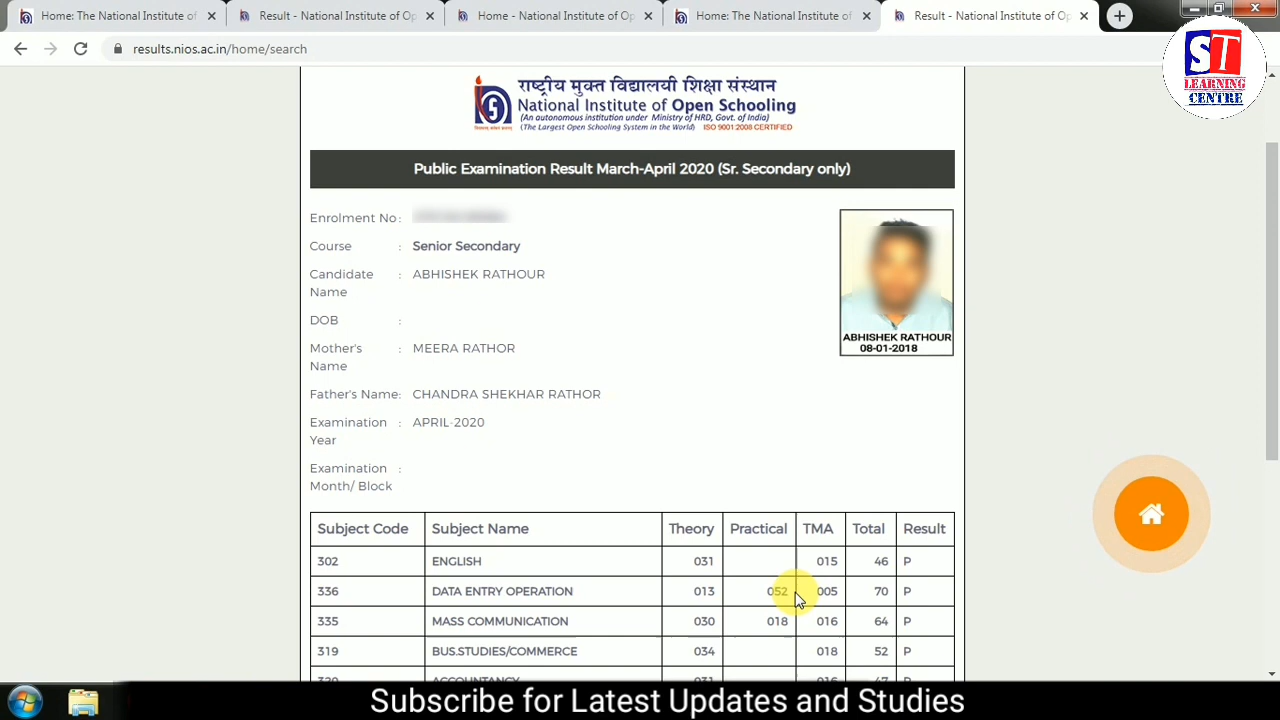 Home: The National Institute of O
Result - National Institute of Op
Home - National Institute of Op
Home: The National Institute of O
Result - National Institute of Op
results.nios.ac.in/home/search
ST
LEARNING
CENTRE
राष्ट्रीय मुक्त विद्यालयी शिक्षा संस्थान
National Institute of Open Schooling
(An autonomous institution under Ministry of HRD, Govt. of India)
(The Largest Open Schooling System in the World) ISO 9001:2008 CERTIFIED
Public Examination Result March-April 2020 (Sr. Secondary only)
Enrolment No :
Course : Senior Secondary
Candidate Name : ABHISHEK RATHOUR
DOB :
Mother's Name : MEERA RATHOR
Father's Name: CHANDRA SHEKHAR RATHOR
Examination Year : APRIL-2020
Examination Month/ Block :
ABHISHEK RATHOUR
08-01-2018
Subject Code Subject Name Theory Practical TMA Total Result
302 ENGLISH 031 015 46 P
336 DATA ENTRY OPERATION 013 052 005 70 P
335 MASS COMMUNICATION 030 018 016 64 P
319 BUS.STUDIES/COMMERCE 034 018 52 P
320 ACCOUNTANCY 031 016 47 P
Subscribe for Latest Updates and Studies